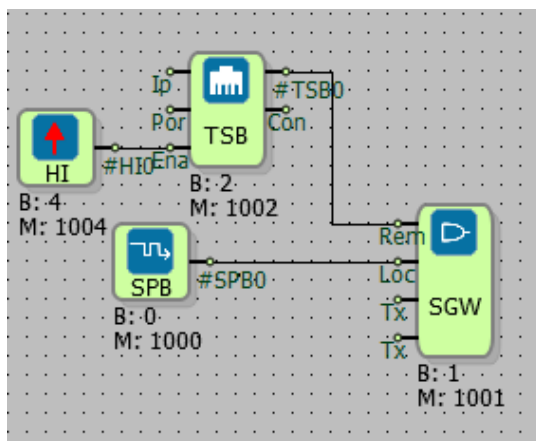 Ip
#TSB0
Por
Con
TSB
#HI0
Ena
HI
B: 2
M: 1002
B: 4
M: 1004
Rem
#SPB0
Loc
SPB
Tx
SGW
B: 0
M: 1000
Tx
B: 1
M: 1001